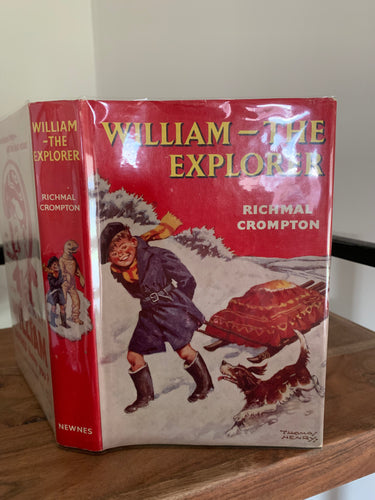 WILLIAM
—THE
EXPLORER
RICHMAL
CROMPTON
NEWNES
WILLIAM—THE
EXPLORER
RICHMAL
CROMPTON
THOMAS
HENRY